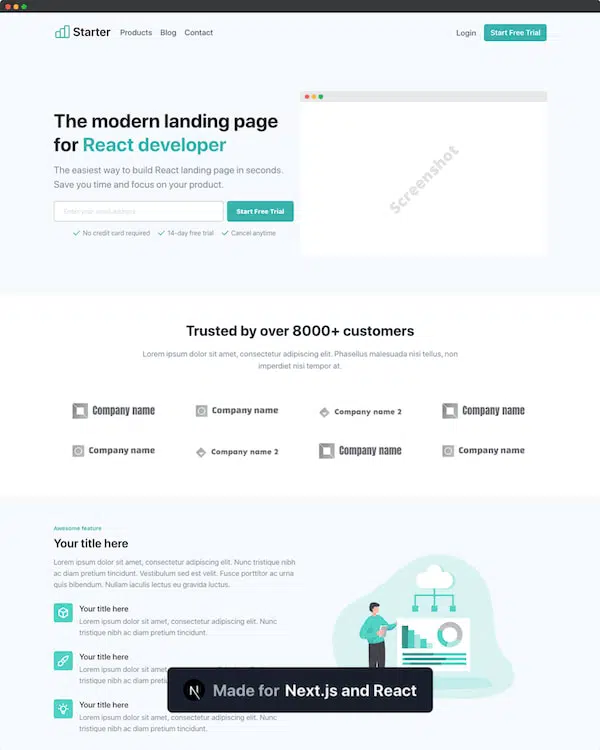 Starter Products Blog Contact Login Start Free Trial
The modern landing page
for React developer
The easiest way to build React landing page in seconds.
Save you time and focus on your product.
Enter your email address Start Free Trial
No credit card required 14-day free trial Cancel anytime
Screenshot
Trusted by over 8000+ customers
Lorem ipsum dolor sit amet, consectetur adipiscing elit. Phasellus malesuada nisi tellus, non
imperdiet nisi tempor at.
Company name Company name Company name 2 Company name
Company name Company name 2 Company name Company name
Awesome feature
Your title here
Lorem ipsum dolor sit amet, consectetur adipiscing elit, nibh
ac diam pretium tincidunt. Vestibulum sed elit. Fusce porttitor ac urna
quis bibendum. Nullam iaculis lectus eu gravida luctus.
Your title here
Lorem ipsum dolor sit amet, consectetur adipiscing elit. Nunc
tristique nibh ac diam pretium tincidunt.
Your title here
Lorem ipsum dolor sit amet, consectetur adipiscing elit. Nunc
tristique nibh ac
Your title here
Lorem ipsum dolor
tristique nibh ac diam pretium tincidunt.
N Made for Next.js and React